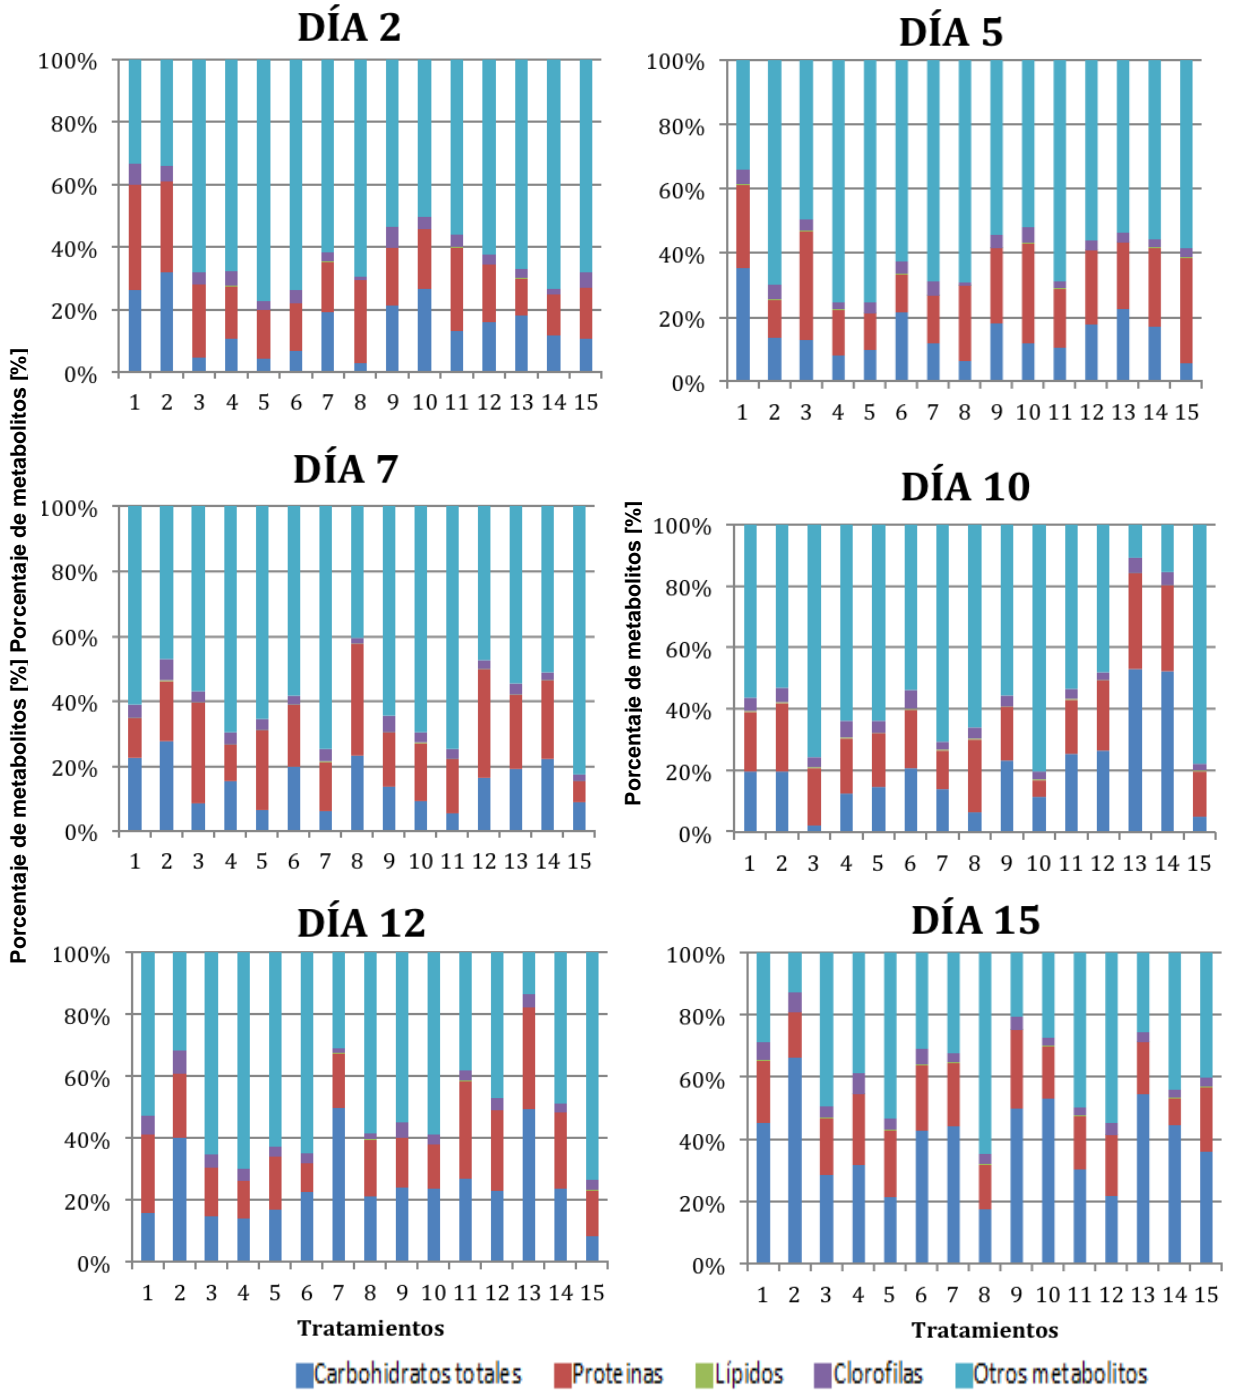 DÍA 2
100%
80%
60%
40%
20%
0%
1 2 3 4 5 6 7 8 9 10 11 12 13 14 15
DÍA 5
100%
80%
60%
40%
20%
0%
1 2 3 4 5 6 7 8 9 10 11 12 13 14 15
Porcentaje de metabolitos [%] Porcentaje de metabolitos [%]
DÍA 7
100%
80%
60%
40%
20%
0%
1 2 3 4 5 6 7 8 9 10 11 12 13 14 15
Porcentaje de metabolitos [%]
DÍA 10
100%
80%
60%
40%
20%
0%
1 2 3 4 5 6 7 8 9 10 11 12 13 14 15
DÍA 12
100%
80%
60%
40%
20%
0%
1 2 3 4 5 6 7 8 9 10 11 12 13 14 15
Tratamientos
DÍA 15
100%
80%
60%
40%
20%
0%
1 2 3 4 5 6 7 8 9 10 11 12 13 14 15
Tratamientos
Carbohidratos totales Proteinas Lípidos Clorofilas Otros metabolitos